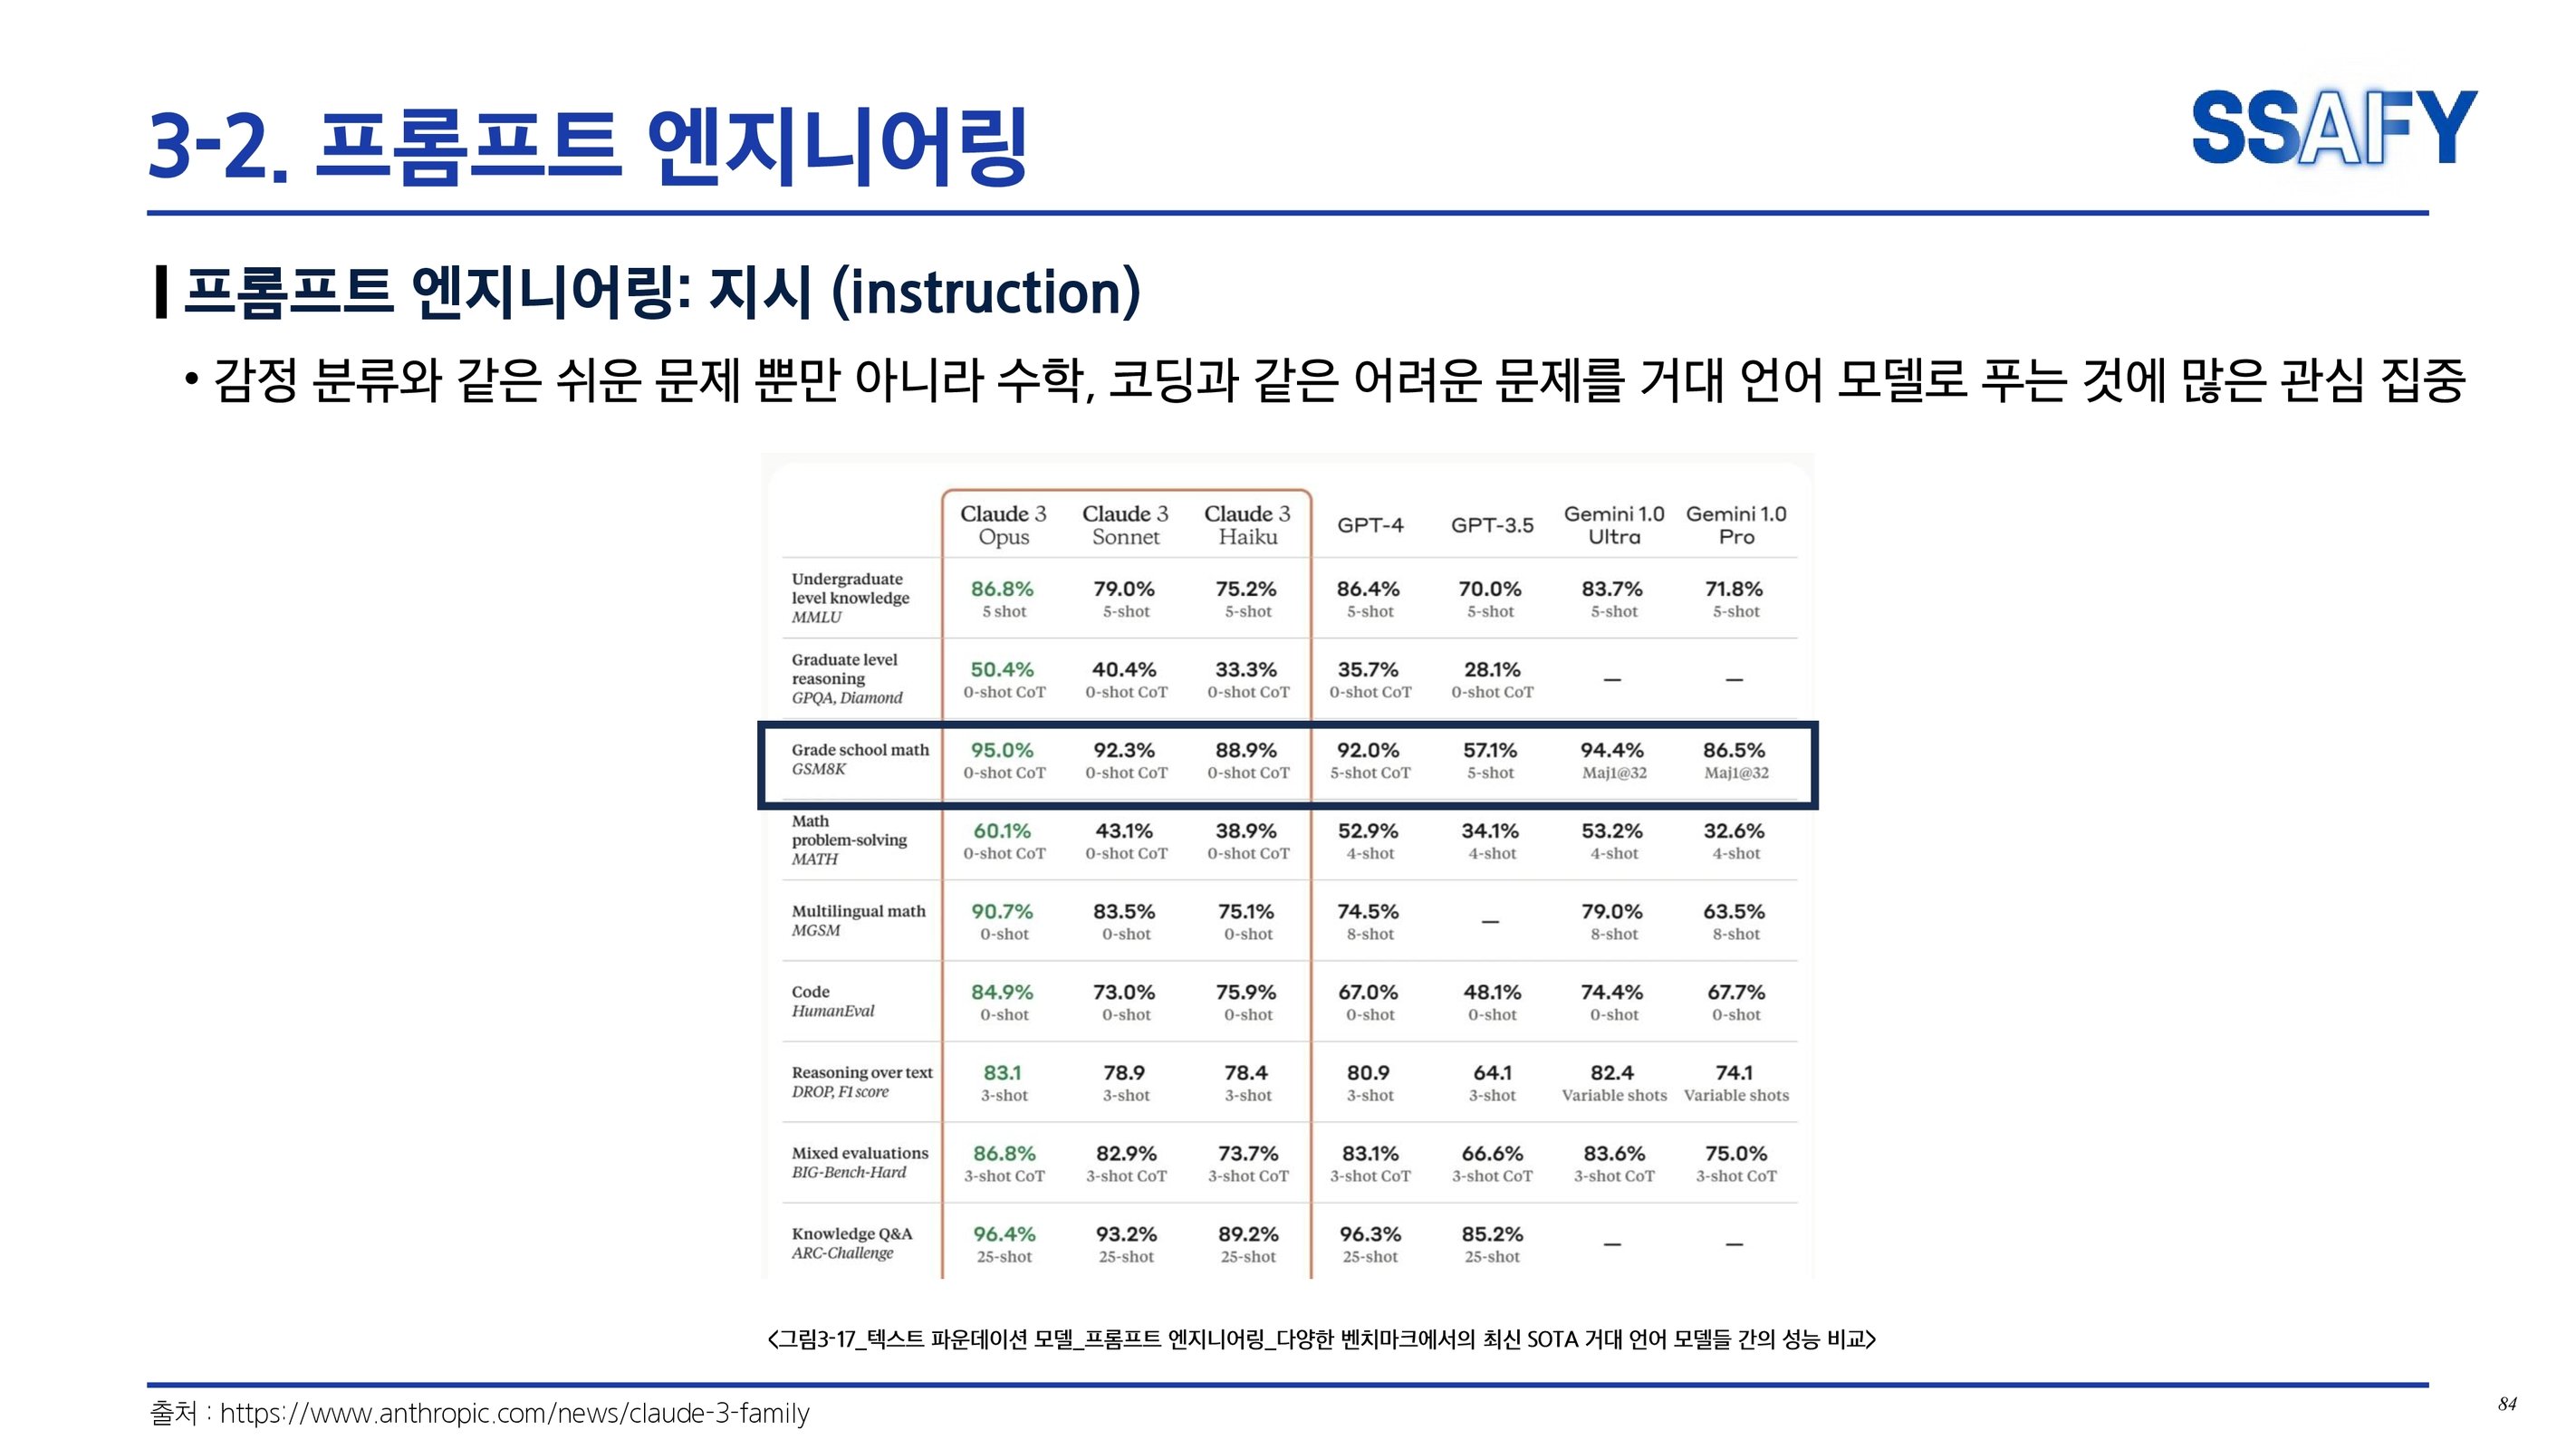 3-2. 프롬프트 엔지니어링
SSAFY
프롬프트 엔지니어링: 지시 (instruction)
• 감정 분류와 같은 쉬운 문제 뿐만 아니라 수학, 코딩과 같은 어려운 문제를 거대 언어 모델로 푸는 것에 많은 관심 집중
Claude 3 Opus Claude 3 Sonnet Claude 3 Haiku GPT-4 GPT-3.5 Gemini 1.0 Ultra Gemini 1.0 Pro
Undergraduate
level knowledge
MMLU
86.8% 79.0% 75.2% 86.4% 70.0% 83.7% 71.8%
5 shot 5-shot 5-shot 5-shot 5-shot 5-shot 5-shot
Graduate level
reasoning
GPQA, Diamond
50.4% 40.4% 33.3% 35.7% 28.1% — —
0-shot CoT 0-shot CoT 0-shot CoT 0-shot CoT 0-shot CoT
Grade school math
GSM8K
95.0% 92.3% 88.9% 92.0% 57.1% 94.4% 86.5%
0-shot CoT 0-shot CoT 0-shot CoT 5-shot CoT 5-shot Maj1@32 Maj1@32
Math
problem-solving
MATH
60.1% 43.1% 38.9% 52.9% 34.1% 53.2% 32.6%
0-shot CoT 0-shot CoT 0-shot CoT 4-shot 4-shot 4-shot 4-shot
Multilingual math
MGSM
90.7% 83.5% 75.1% 74.5% — 79.0% 63.5%
0-shot 0-shot 0-shot 8-shot 8-shot 8-shot
Code
HumanEval
84.9% 73.0% 75.9% 67.0% 48.1% 74.4% 67.7%
0-shot 0-shot 0-shot 0-shot 0-shot 0-shot 0-shot
Reasoning over text
DROP, F1 score
83.1 78.9 78.4 80.9 64.1 82.4 74.1
3-shot 3-shot 3-shot 3-shot 3-shot Variable shots Variable shots
Mixed evaluations
BIG-Bench-Hard
86.8% 82.9% 73.7% 83.1% 66.6% 83.6% 75.0%
3-shot CoT 3-shot CoT 3-shot CoT 3-shot CoT 3-shot CoT 3-shot CoT 3-shot CoT
Knowledge Q&A
ARC-Challenge
96.4% 93.2% 89.2% 96.3% 85.2% — —
25-shot 25-shot 25-shot 25-shot 25-shot
<그림3-17_텍스트 파운데이션 모델_프롬프트 엔지니어링_다양한 벤치마크에서의 최신 SOTA 거대 언어 모델들 간의 성능 비교>
출처 : https://www.anthropic.com/news/claude-3-family
84